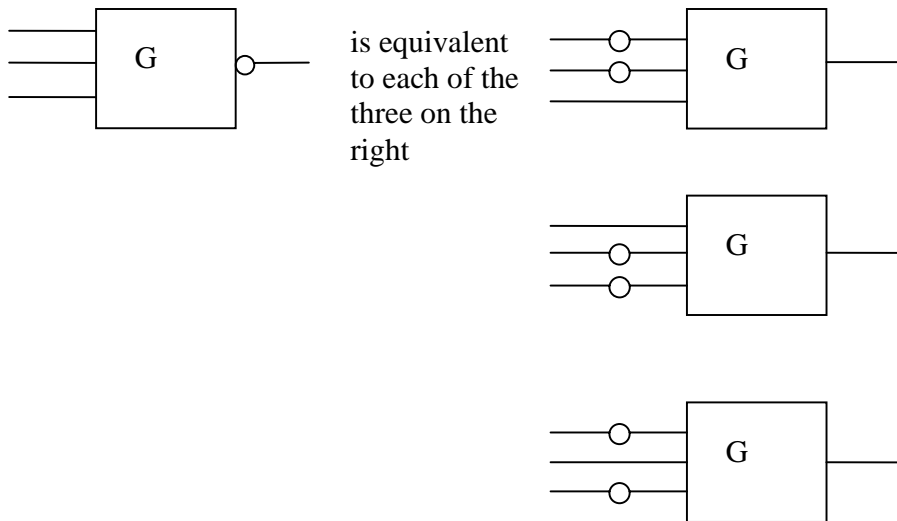 G
is equivalent
to each of the
three on the
right
G
G
G